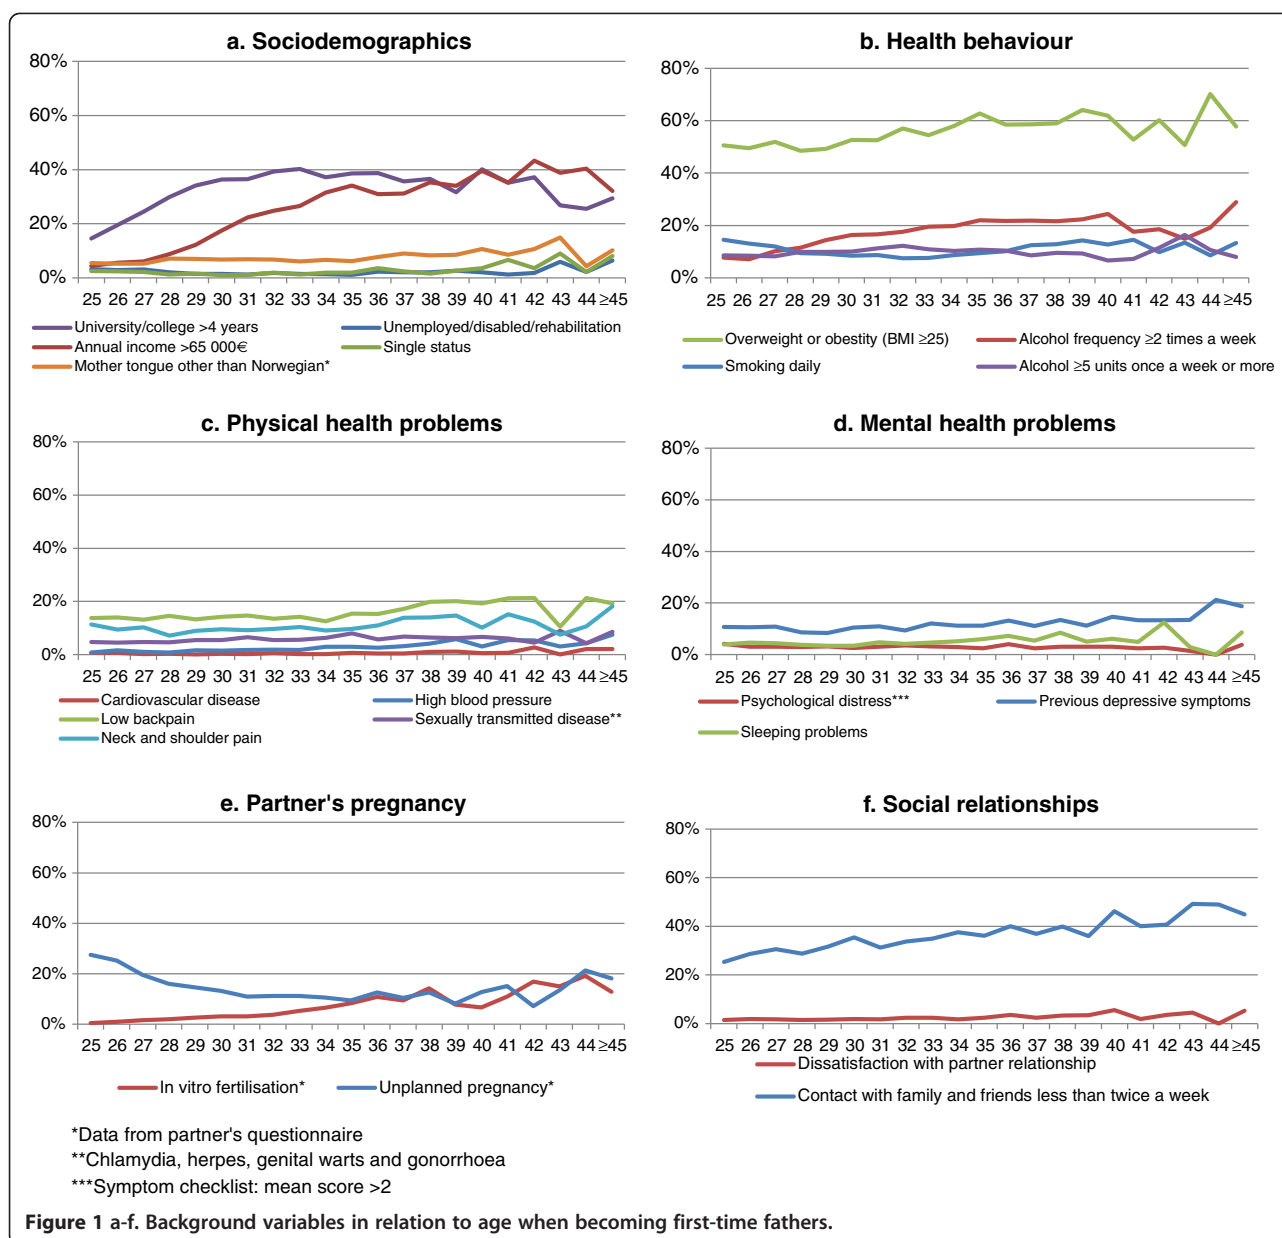 a. Sociodemographics
80%
60%
40%
20%
0%
25 26 27 28 29 30 31 32 33 34 35 36 37 38 39 40 41 42 43 44 ≥45
University/college >4 years
Unemployed/disabled/rehabilitation
Annual income >65 000€
Single status
Mother tongue other than Norwegian*
b. Health behaviour
80%
60%
40%
20%
0%
25 26 27 28 29 30 31 32 33 34 35 36 37 38 39 40 41 42 43 44 ≥45
Overweight or obestity (BMI ≥25)
Alcohol frequency ≥2 times a week
Smoking daily
Alcohol ≥5 units once a week or more
c. Physical health problems
80%
60%
40%
20%
0%
25 26 27 28 29 30 31 32 33 34 35 36 37 38 39 40 41 42 43 44 ≥45
Cardiovascular disease
High blood pressure
Low backpain
Sexually transmitted disease**
Neck and shoulder pain
d. Mental health problems
80%
60%
40%
20%
0%
25 26 27 28 29 30 31 32 33 34 35 36 37 38 39 40 41 42 43 44 ≥45
Psychological distress***
Previous depressive symptoms
Sleeping problems
e. Partner's pregnancy
80%
60%
40%
20%
0%
25 26 27 28 29 30 31 32 33 34 35 36 37 38 39 40 41 42 43 44 ≥45
In vitro fertilisation*
Unplanned pregnancy*
f. Social relationships
80%
60%
40%
20%
0%
25 26 27 28 29 30 31 32 33 34 35 36 37 38 39 40 41 42 43 44 ≥45
Dissatisfaction with partner relationship
Contact with family and friends less than twice a week
*Data from partner's questionnaire
**Chlamydia, herpes, genital warts and gonorrhoea
***Symptom checklist: mean score >2
Figure 1 a-f. Background variables in relation to age when becoming first-time fathers.